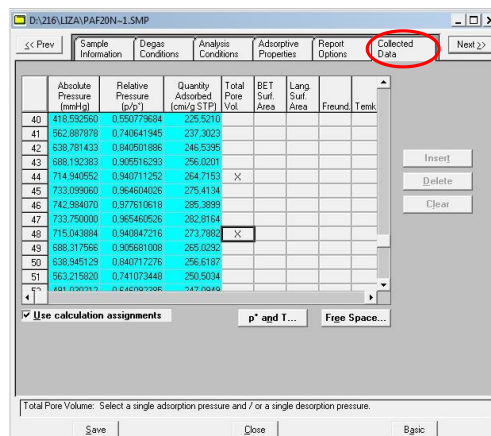 D:\216\LIZA\PAF20N~1.SMP
<< Prev
Sample Information
Degas Conditions
Analysis Conditions
Adsorptive Properties
Report Options
Collected Data
Next >>
Absolute Pressure (mmHg) Relative Pressure (p/p°) Quantity Adsorbed (cmі/g STP) Total Pore Vol. BET Surf. Area Lang. Surf. Area Freund. Temk
40 418,592560 0,550779684 225,5210
41 562,887878 0,740641945 237,3023
42 638,781433 0,840501886 246,5395
43 688,192383 0,905516293 256,0201
44 714,940552 0,940711252 264,7153 X
45 733,099060 0,964604026 275,4134
46 742,984070 0,977610618 285,3899
47 733,750000 0,965460526 282,8164
48 715,043884 0,940847216 273,7882 X
49 688,317566 0,905681008 265,0292
50 638,945129 0,840717276 256,6187
51 563,215820 0,741073448 250,5034
Insert
Delete
Clear
Use calculation assignments
p° and T...
Free Space...
Total Pore Volume: Select a single adsorption pressure and / or a single desorption pressure.
Save
Close
Basic